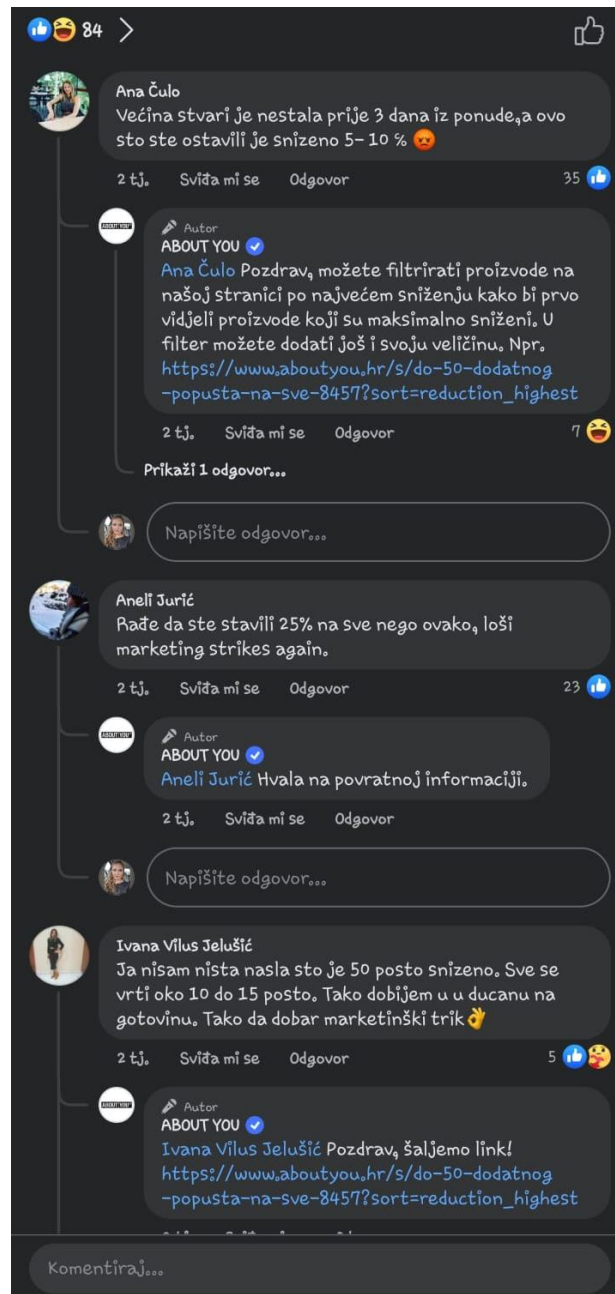 84
Ana Čulo
Većina stvari je nestala prije 3 dana iz ponude,a ovo
sto ste ostavili je snizeno 5-10 %
2 tj. Sviđa mi se Odgovor 35
ABOUT YOU
Autor
ABOUT YOU
Ana Čulo Pozdrav, možete filtrirati proizvode na
našoj stranici po najvećem sniženju kako bi prvo
vidjeli proizvode koji su maksimalno sniženi. U
filter možete dodati još i svoju veličinu. Npr.
https://www.aboutyou.hr/s/do-50-dodatnog
-popusta-na-sve-8457?sort=reduction_highest
2 tj. Sviđa mi se Odgovor 7
Prikaži 1 odgovor...
Napišite odgovor...
Aneli Jurić
Rađe da ste stavili 25% na sve nego ovako, loši
marketing strikes again.
2 tj. Sviđa mi se Odgovor 23
ABOUT YOU
Autor
ABOUT YOU
Aneli Jurić Hvala na povratnoj informaciji.
2 tj. Sviđa mi se Odgovor
Napišite odgovor...
Ivana Vilus Jelušić
Ja nisam nista nasla sto je 50 posto snizeno. Sve se
vrti oko 10 do 15 posto. Tako dobijem u u ducanu na
gotovinu. Tako da dobar marketinški trik
2 tj. Sviđa mi se Odgovor 5
ABOUT YOU
Autor
ABOUT YOU
Ivana Vilus Jelušić Pozdrav, šaljemo link!
https://www.aboutyou.hr/s/do-50-dodatnog
-popusta-na-sve-8457?sort=reduction_highest
Komentiraj...